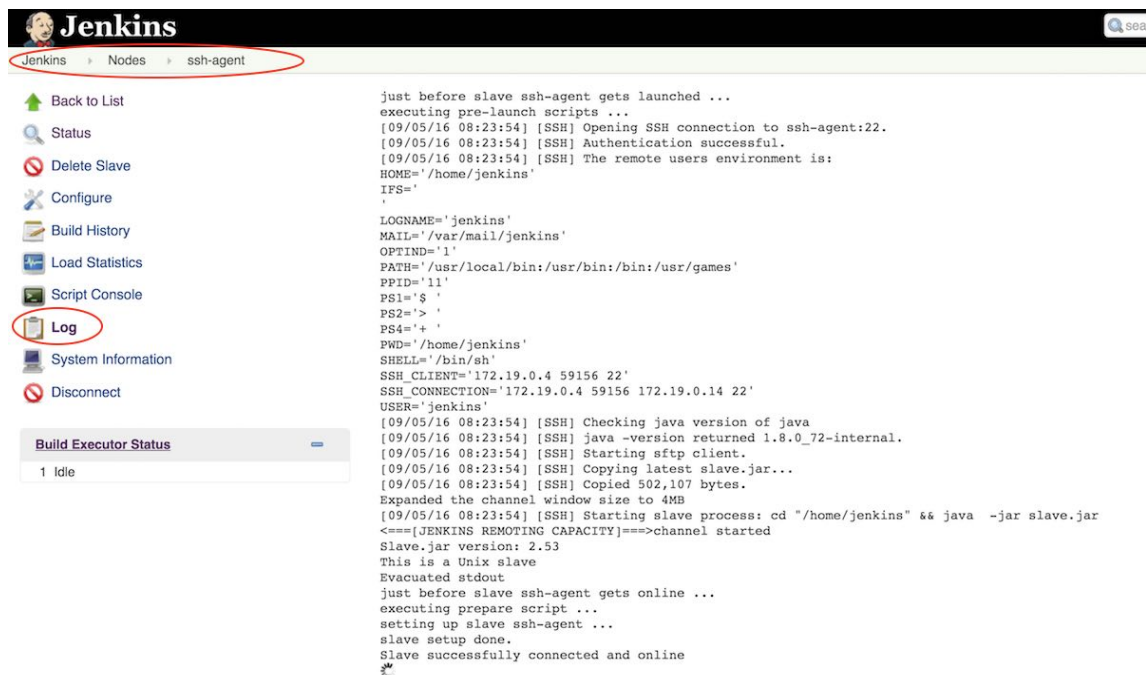 Jenkins
sea
Jenkins Nodes ssh-agent
Back to List
Status
Delete Slave
Configure
Build History
Load Statistics
Script Console
Log
System Information
Disconnect
Build Executor Status
1 Idle
just before slave ssh-agent gets launched ...
executing pre-launch scripts ...
[09/05/16 08:23:54] [SSH] Opening SSH connection to ssh-agent:22.
[09/05/16 08:23:54] [SSH] Authentication successful.
[09/05/16 08:23:54] [SSH] The remote users environment is:
HOME='/home/jenkins'
IFS='
'
LOGNAME='jenkins'
MAIL='/var/mail/jenkins'
OPTIND='1'
PATH='/usr/local/bin:/usr/bin:/bin:/usr/games'
PPID='11'
PS1='$ '
PS2='> '
PS4='+ '
PWD='/home/jenkins'
SHELL='/bin/sh'
SSH_CLIENT='172.19.0.4 59156 22'
SSH_CONNECTION='172.19.0.4 59156 172.19.0.14 22'
USER='jenkins'
[09/05/16 08:23:54] [SSH] Checking java version of java
[09/05/16 08:23:54] [SSH] java -version returned 1.8.0_72-internal.
[09/05/16 08:23:54] [SSH] Starting sftp client.
[09/05/16 08:23:54] [SSH] Copying latest slave.jar...
[09/05/16 08:23:54] [SSH] Copied 502,107 bytes.
Expanded the channel window size to 4MB
[09/05/16 08:23:54] [SSH] Starting slave process: cd "/home/jenkins" && java  -jar slave.jar
<===[JENKINS REMOTING CAPACITY]===>channel started
Slave.jar version: 2.53
This is a Unix slave
Evacuated stdout
just before slave ssh-agent gets online ...
executing prepare script ...
setting up slave ssh-agent ...
slave setup done.
Slave successfully connected and online